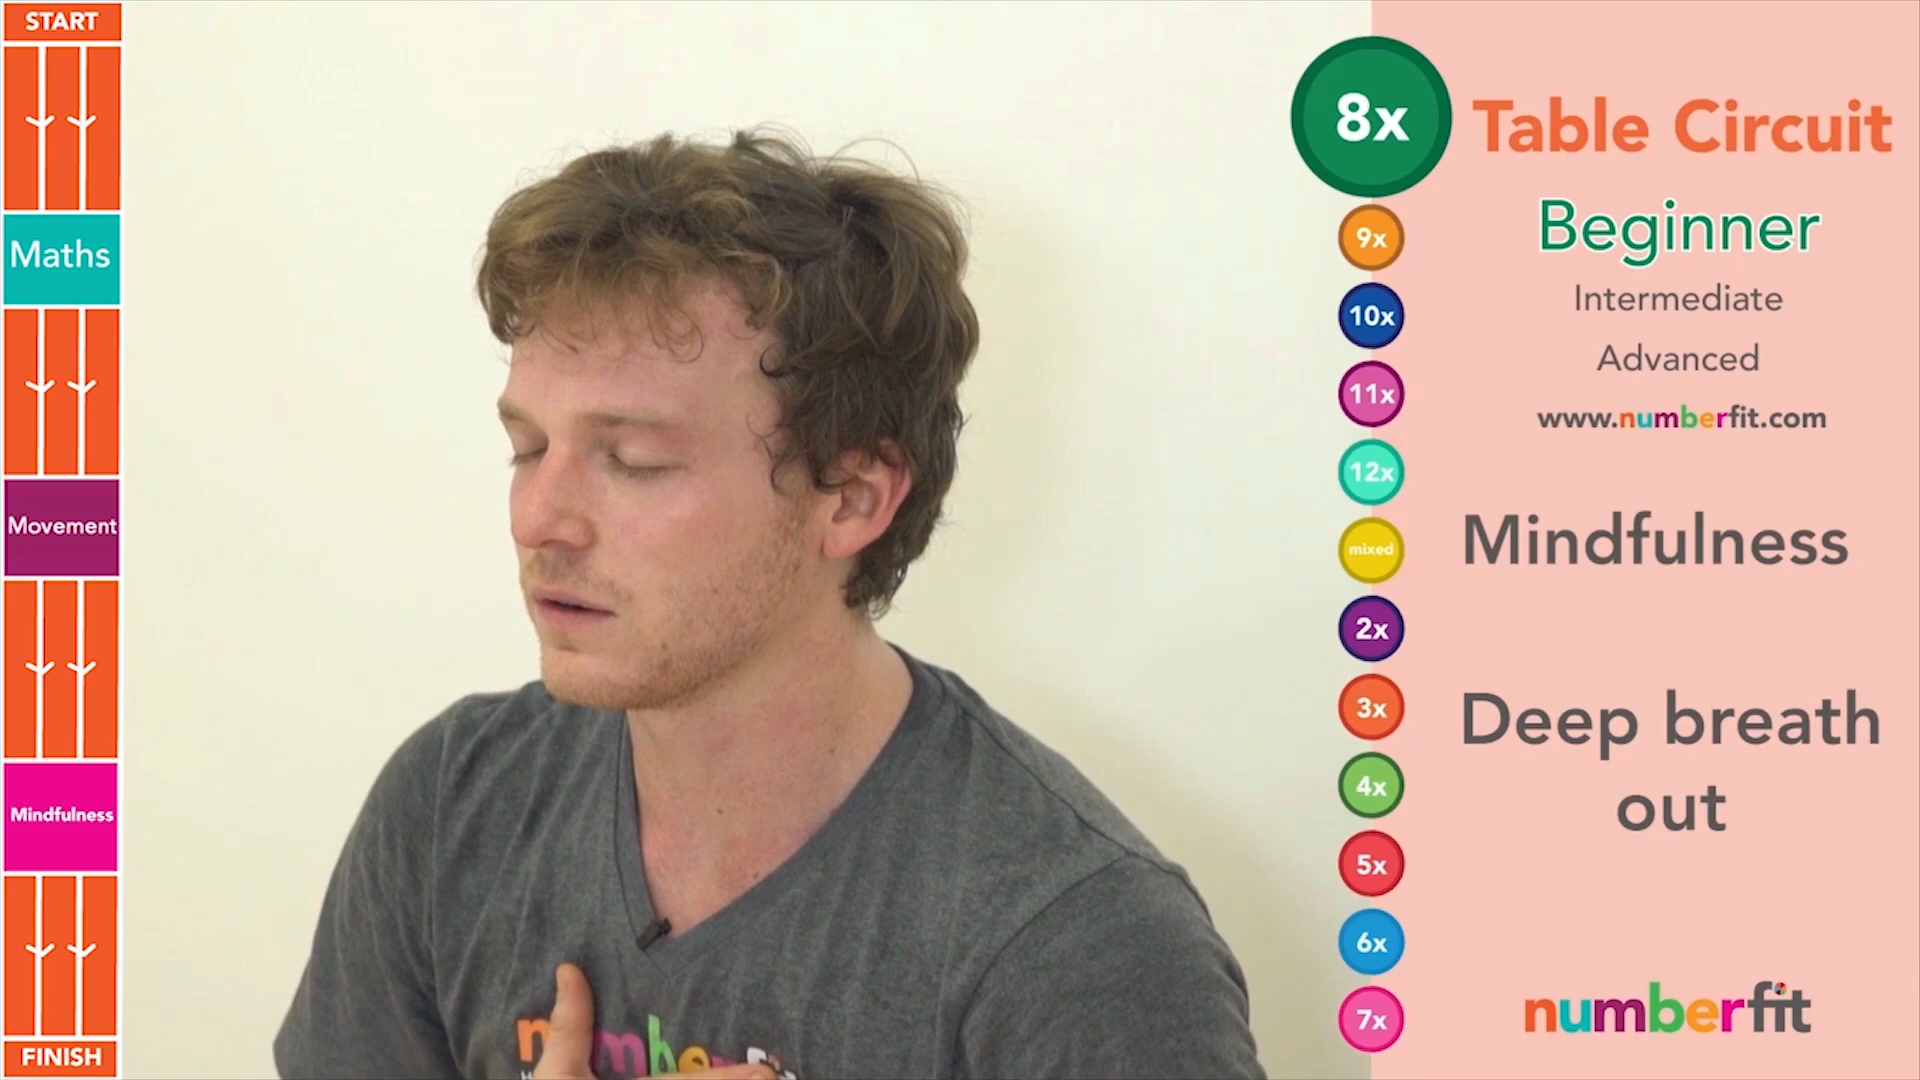 START
Maths
Movement
Mindfulness
FINISH
8x
9x
10x
11x
12x
mixed
2x
3x
4x
5x
6x
7x
Table Circuit
Beginner
Intermediate
Advanced
www.numberfit.com
Mindfulness
Deep breath
out
numberfit